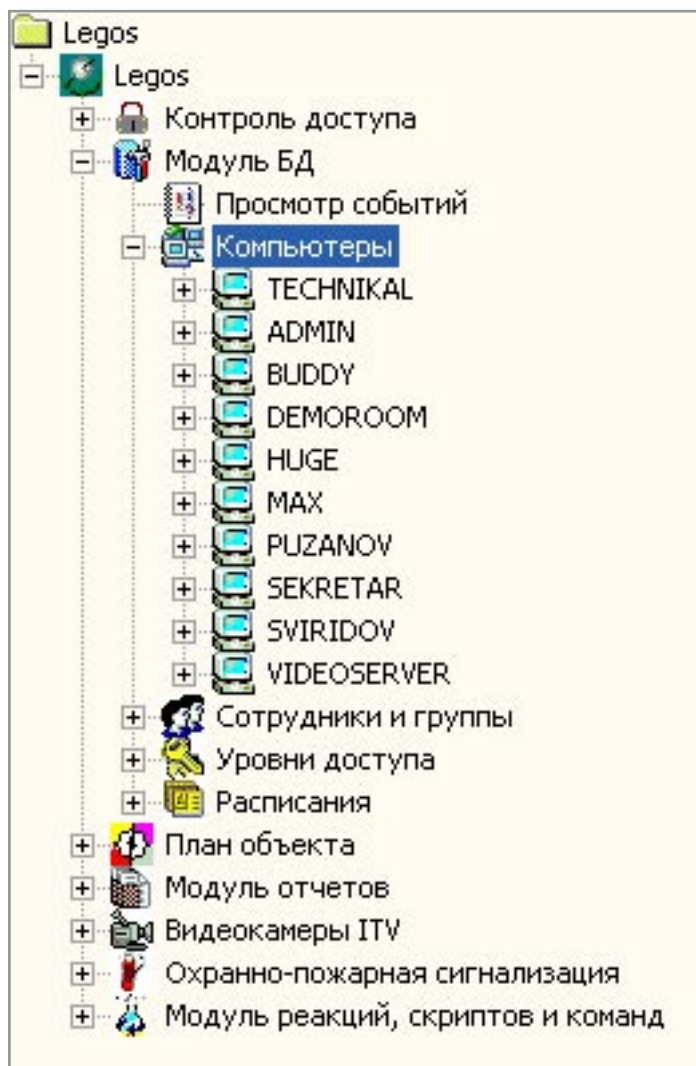 Legos
Legos
Контроль доступа
Модуль БД
Просмотр событий
Компьютеры
TECHNIKAL
ADMIN
BUDDY
DEMOROOM
HUGE
MAX
PUZANOV
SEKRETAR
SVIRIDOV
VIDEOSERVER
Сотрудники и группы
Уровни доступа
Расписания
План объекта
Модуль отчетов
Видеокамеры ITV
Охранно-пожарная сигнализация
Модуль реакций, скриптов и команд